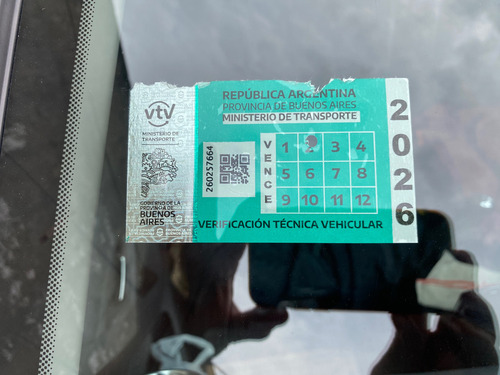 vtv
MINISTERIO DE
TRANSPORTE
GOBIERNO DE LA
PROVINCIA DE
BUENOS
AIRES
260257664
REPÚBLICA ARGENTINA
PROVINCIA DE BUENOS AIRES
MINISTERIO DE TRANSPORTE
VENCE
1 2 3 4
5 6 7 8
9 10 11 12
2026
VERIFICACIÓN TÉCNICA VEHICULAR